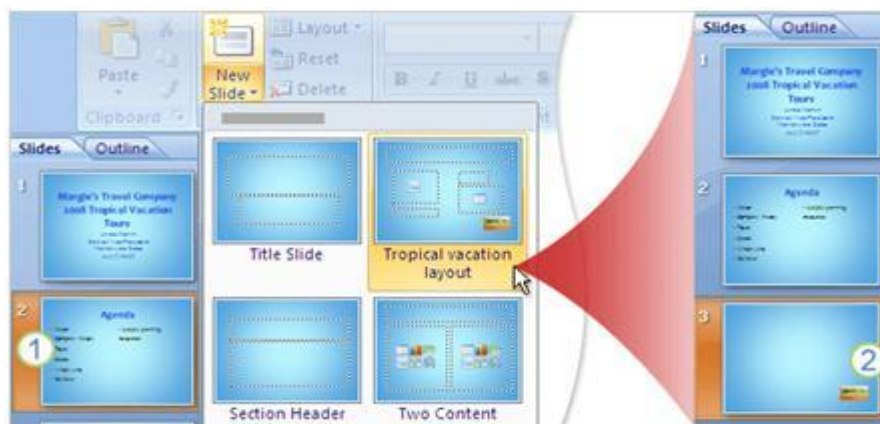 Paste
Clipboard
New
Slide
Layout
Reset
Delete
B I U abc S
Slides Outline
1
Margie's Travel Company
2008 Tropical Vacation
Tours
2
Agenda
1
Title Slide
Tropical vacation
layout
Section Header
Two Content
Slides Outline
1
Margie's Travel Company
2008 Tropical Vacation
Tours
2
Agenda
3
2